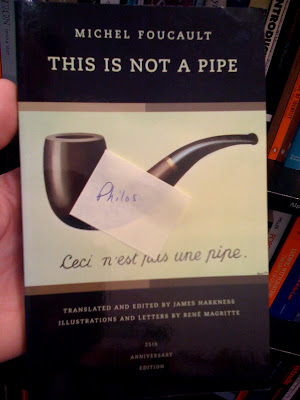 MICHEL FOUCAULT
THIS IS NOT A PIPE
Philos
Ceci n'est pas une pipe.
TRANSLATED AND EDITED BY JAMES HARKNESS
ILLUSTRATIONS AND LETTERS BY RENÉ MAGRITTE
25TH
ANNIVERSARY
EDITION